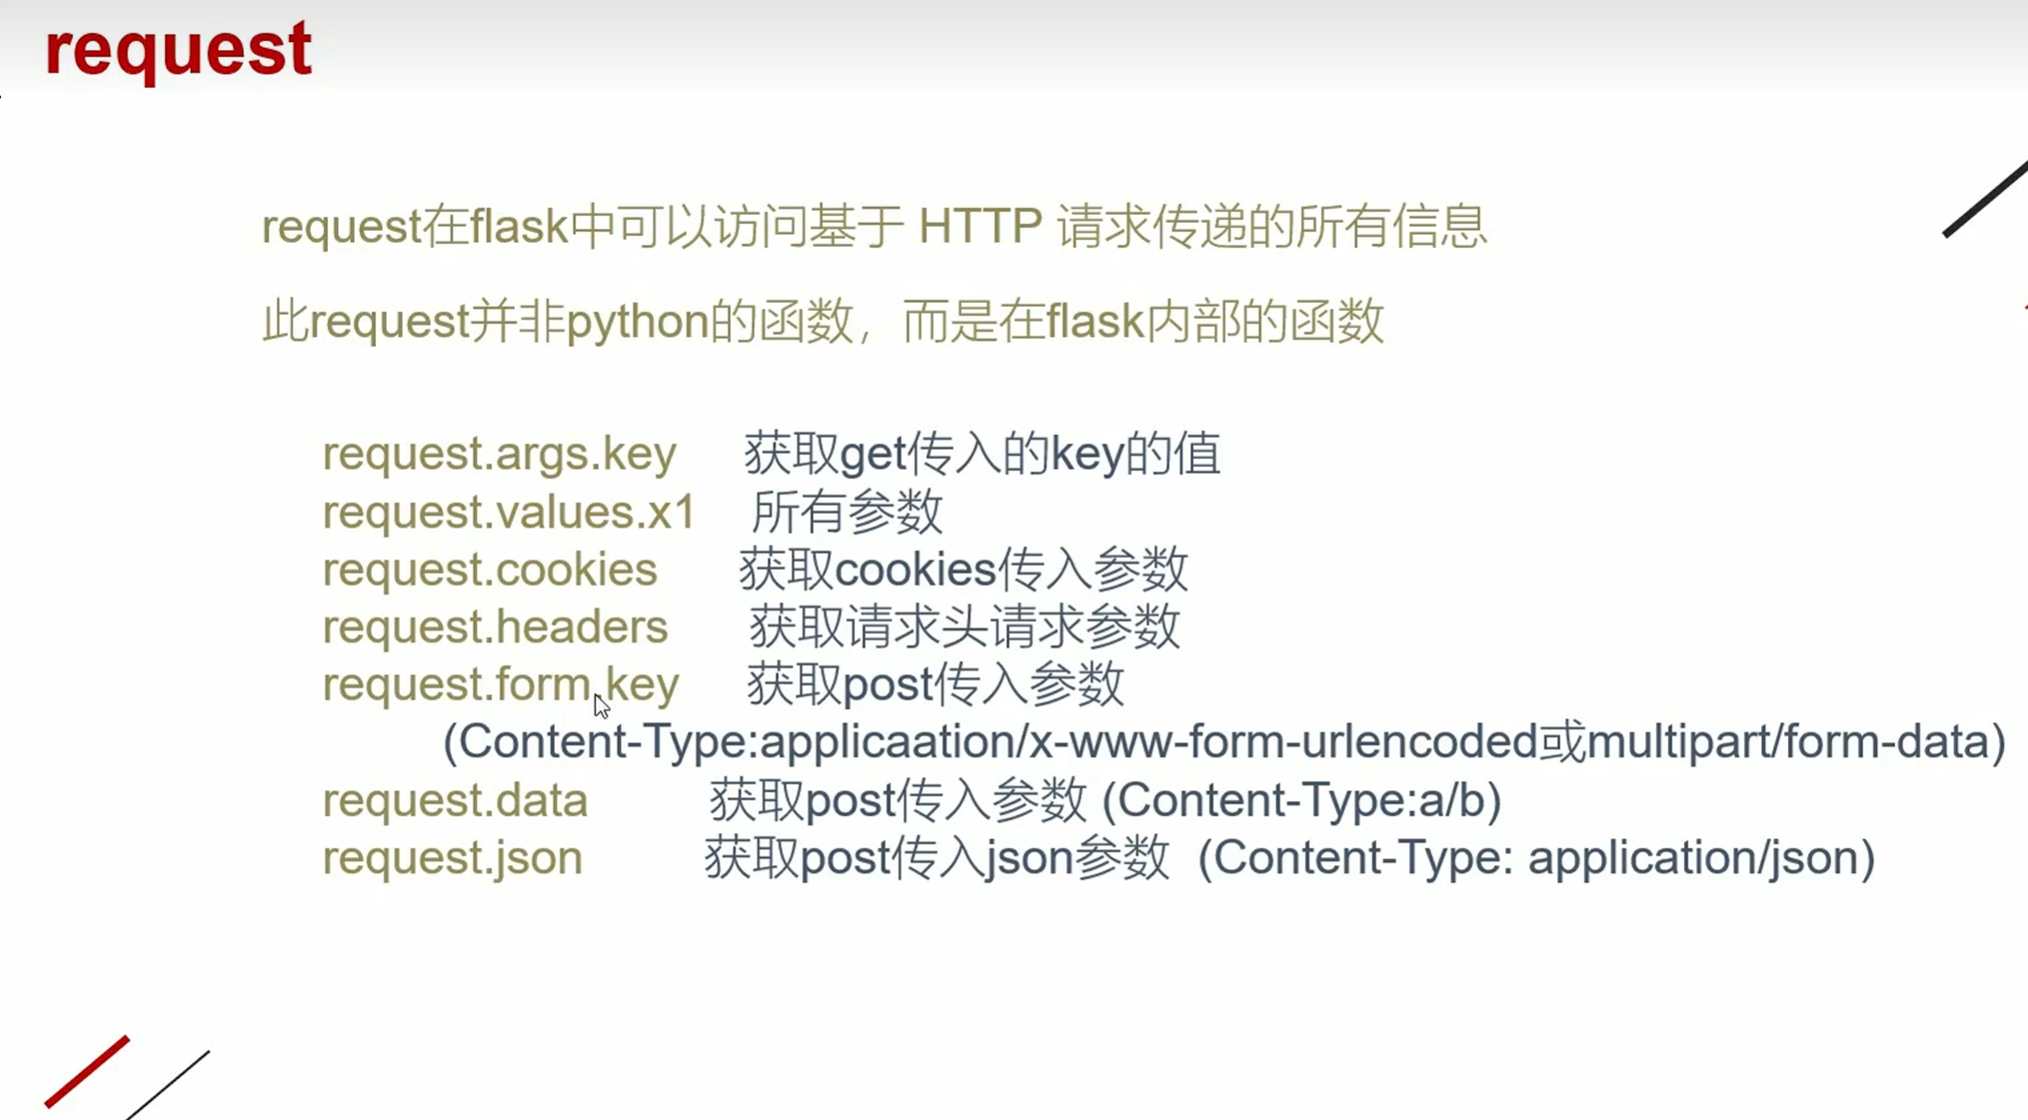 request
request在flask中可以访问基于 HTTP 请求传递的所有信息
此request并非python的函数，而是在flask内部的函数
request.args.key 获取get传入的key的值
request.values.x1 所有参数
request.cookies 获取cookies传入参数
request.headers 获取请求头请求参数
request.form.key 获取post传入参数
(Content-Type:applicaation/x-www-form-urlencoded或multipart/form-data)
request.data 获取post传入参数 (Content-Type:a/b)
request.json 获取post传入json参数 (Content-Type: application/json)